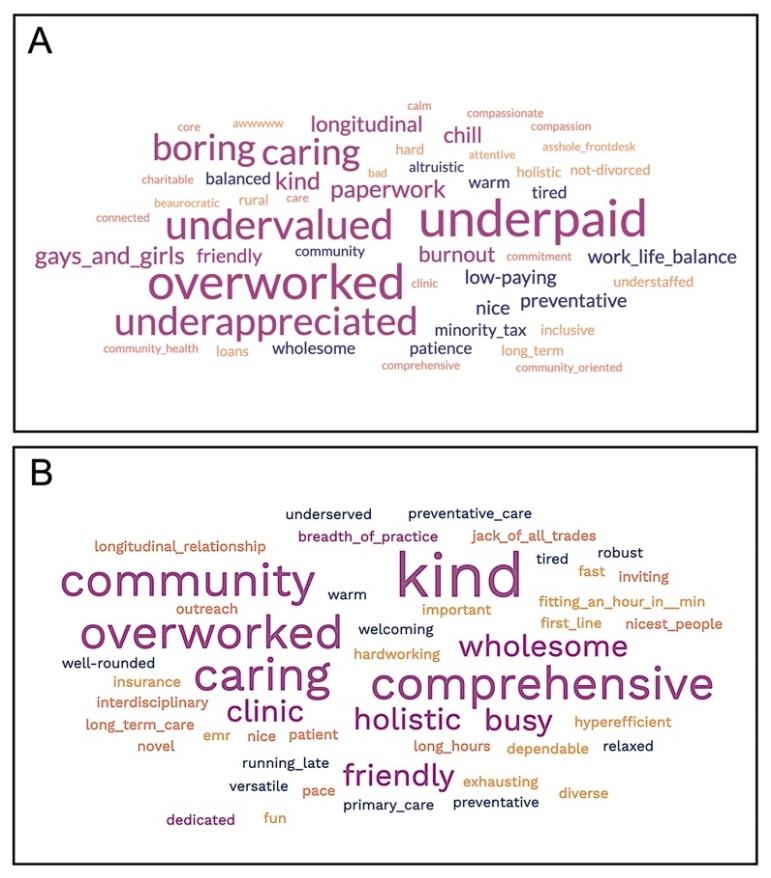 A
calm
compassionate
core
awwwww
longitudinal
chill
compassion
boring
caring
hard
attentive
asshole_frontdesk
charitable
balanced
kind
bad
altruistic
holistic
not-divorced
paperwork
warm
tired
beaurocratic
rural
care
connected
undervalued
underpaid
gays_and_girls
friendly
community
burnout
commitment
work_life_balance
overworked
clinic
low-paying
understaffed
nice
preventative
underappreciated
minority_tax
inclusive
community_health
loans
wholesome
patience
long_term
comprehensive
community_oriented
B
underserved
preventative_care
longitudinal_relationship
breadth_of_practice
jack_of_all_trades
tired
robust
community
kind
fast
inviting
warm
outreach
important
fitting_an_hour_in__min
overworked
welcoming
first_line
nicest_people
well-rounded
hardworking
wholesome
insurance
caring
comprehensive
interdisciplinary
clinic
long_term_care
holistic
busy
hyperefficient
novel
emr
nice
patient
long_hours
dependable
relaxed
running_late
friendly
versatile
pace
exhausting
diverse
primary_care
preventative
dedicated
fun